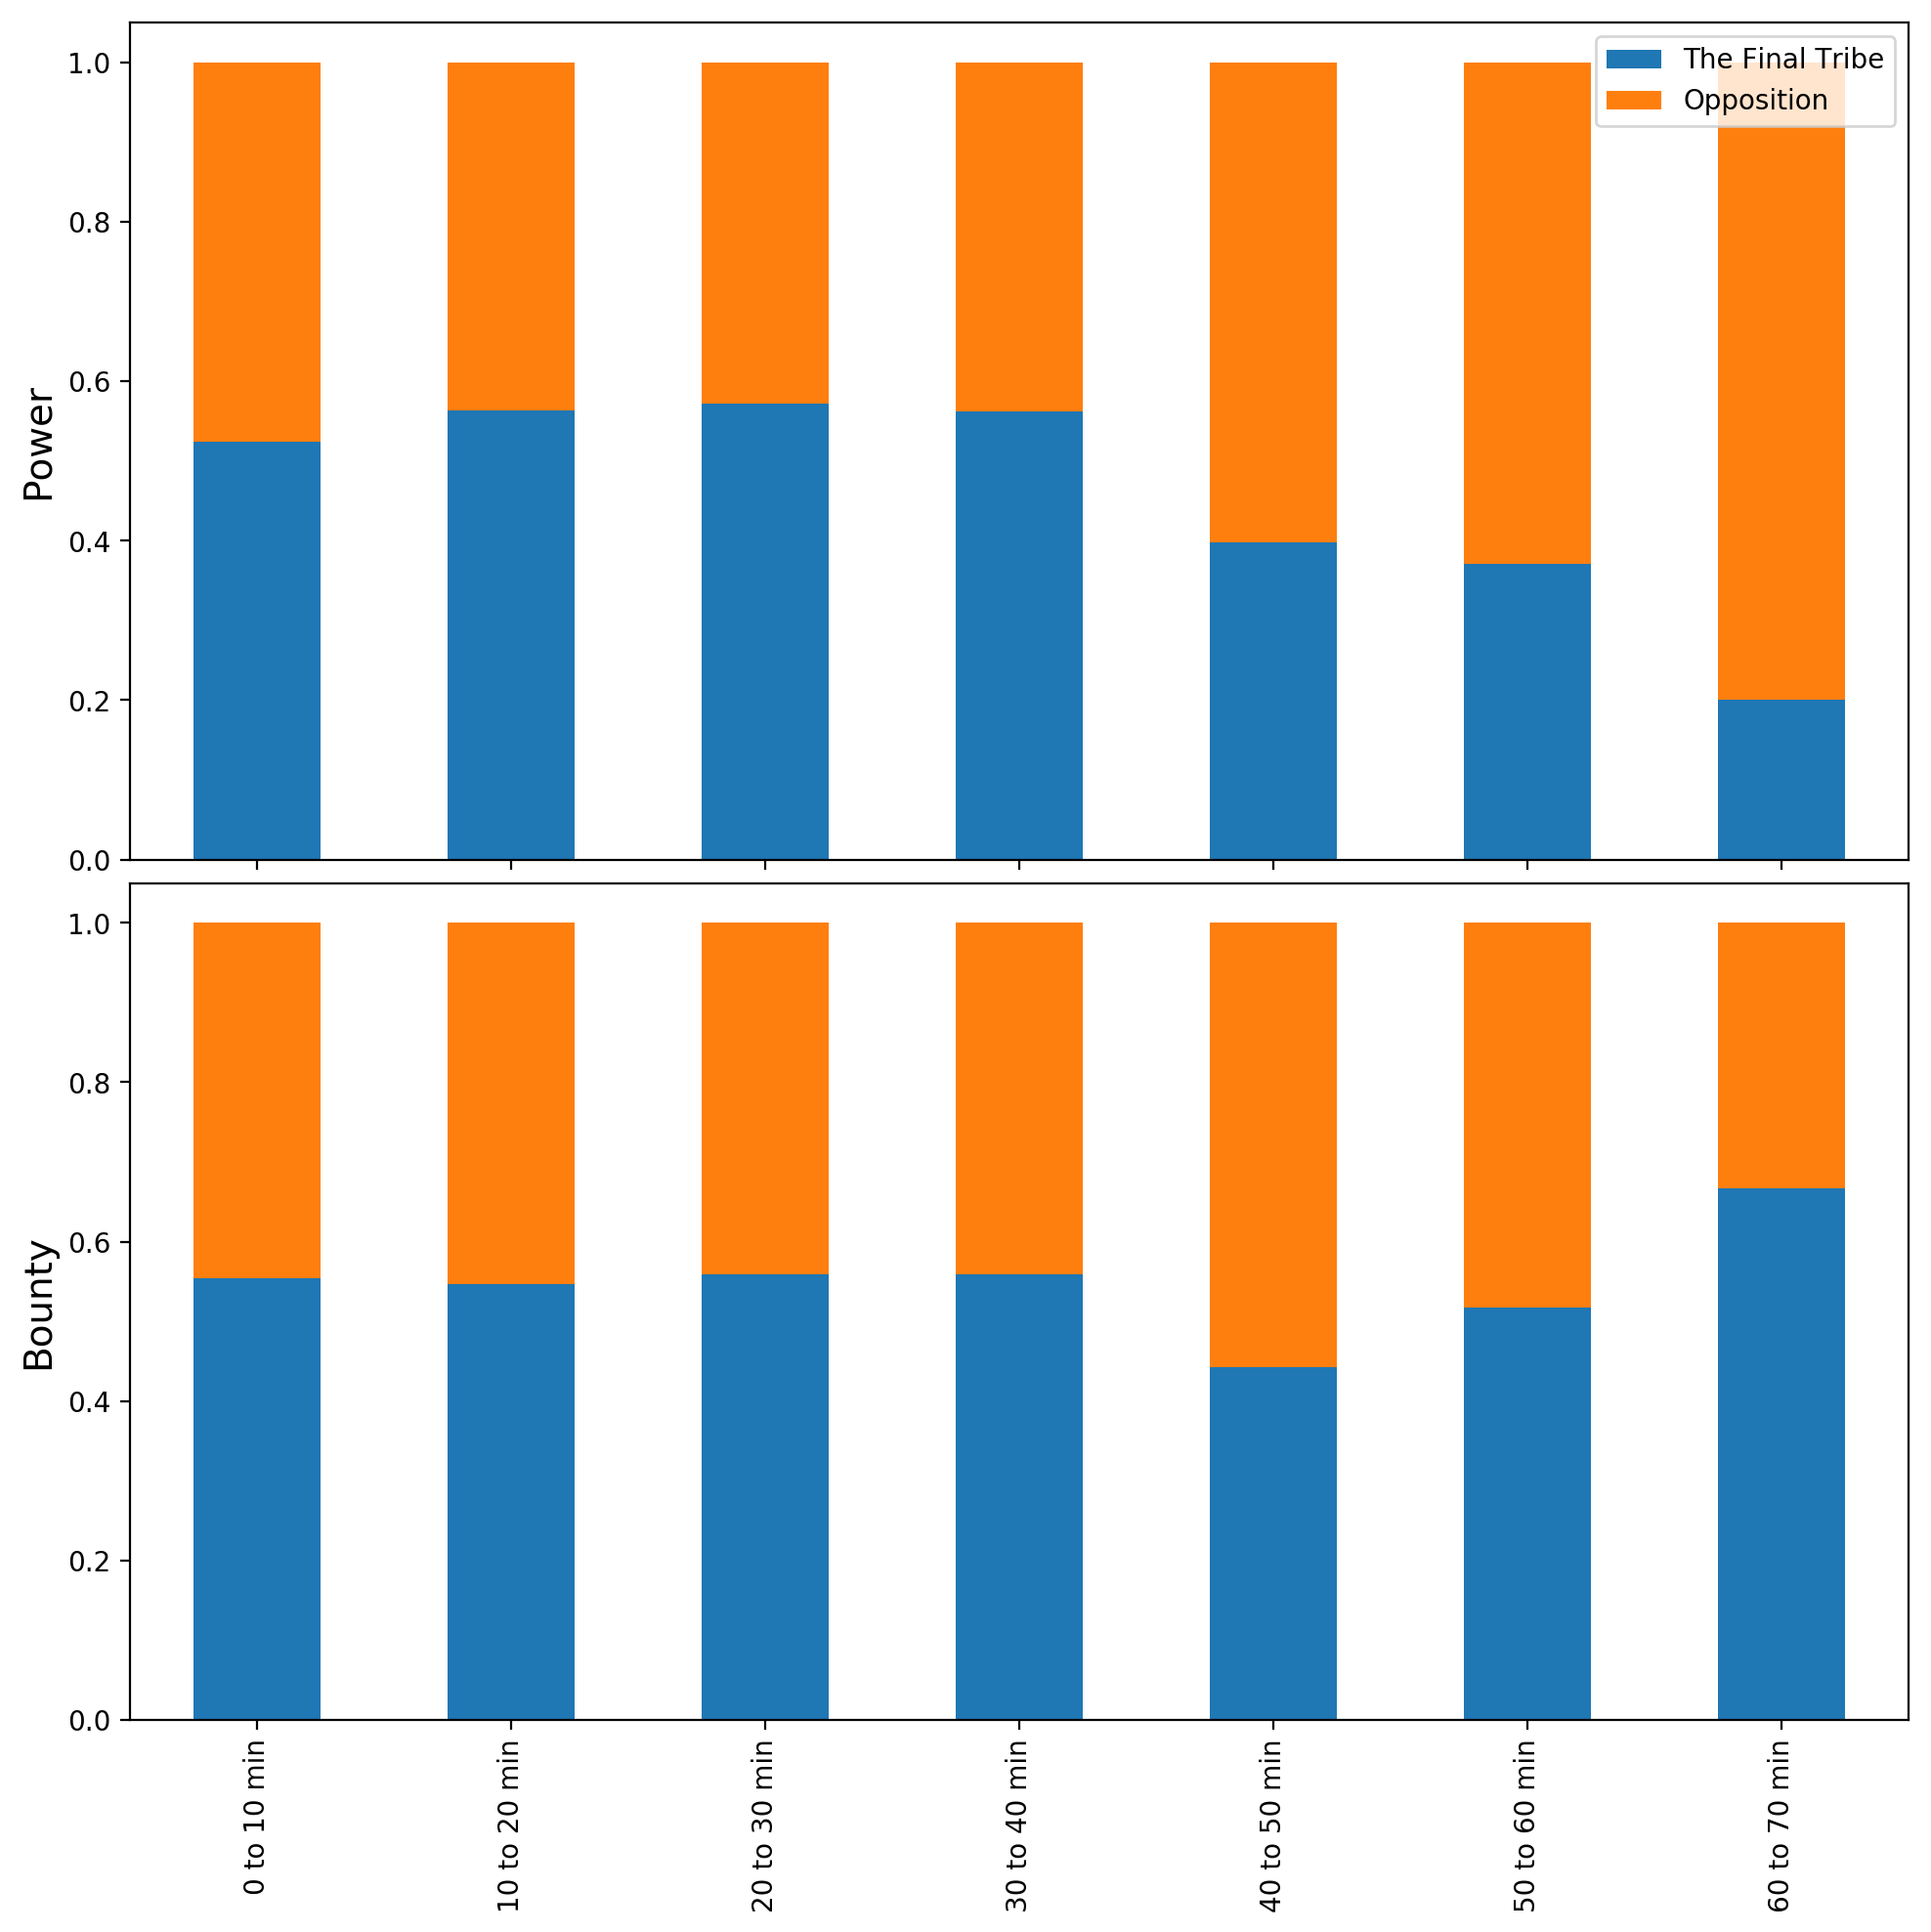 The Final Tribe
Opposition
Power
1.0
0.8
0.6
0.4
0.2
0.0
Bounty
1.0
0.8
0.6
0.4
0.2
0.0
0 to 10 min
10 to 20 min
20 to 30 min
30 to 40 min
40 to 50 min
50 to 60 min
60 to 70 min